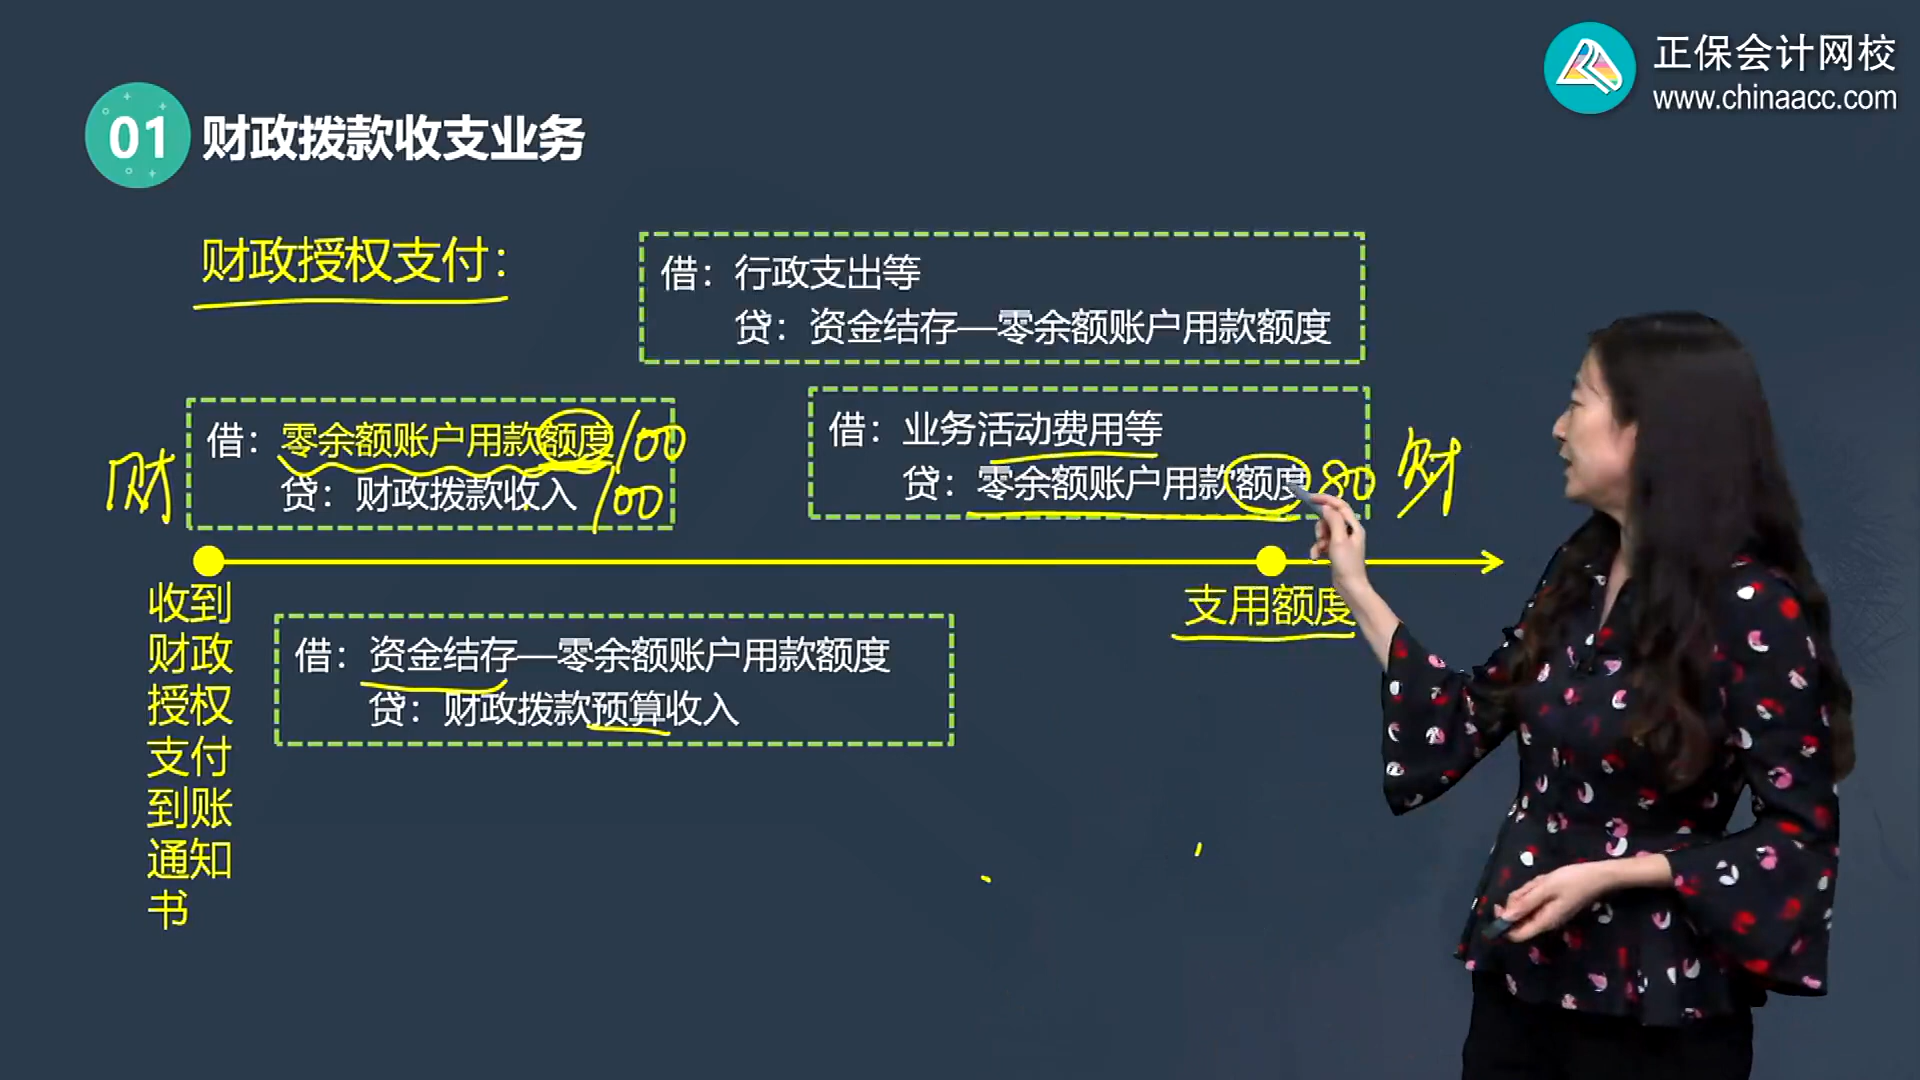 正保会计网校
www.chinaacc.com
01 财政拨款收支业务
财政授权支付：
借：行政支出等
贷：资金结存—零余额账户用款额度
借：零余额账户用款额度 100
贷：财政拨款收入 100
财
借：业务活动费用等
贷：零余额账户用款额度 80
财
收到
财政
授权
支付
到账
通知
书
支用额度
借：资金结存—零余额账户用款额度
贷：财政拨款预算收入